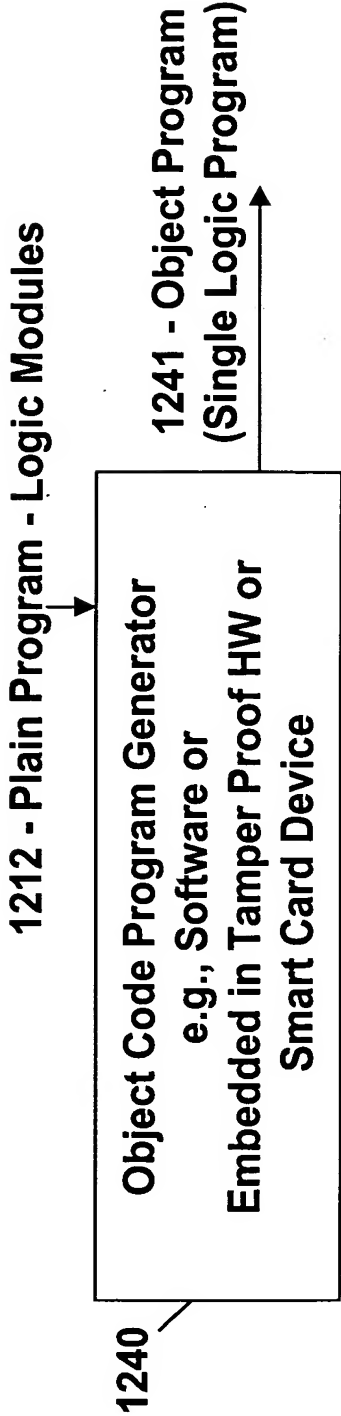 1212 - Plain Program - Logic Modules
1240
Object Code Program Generator
e.g., Software or
Embedded in Tamper Proof HW or
Smart Card Device
1241 - Object Program
(Single Logic Program)